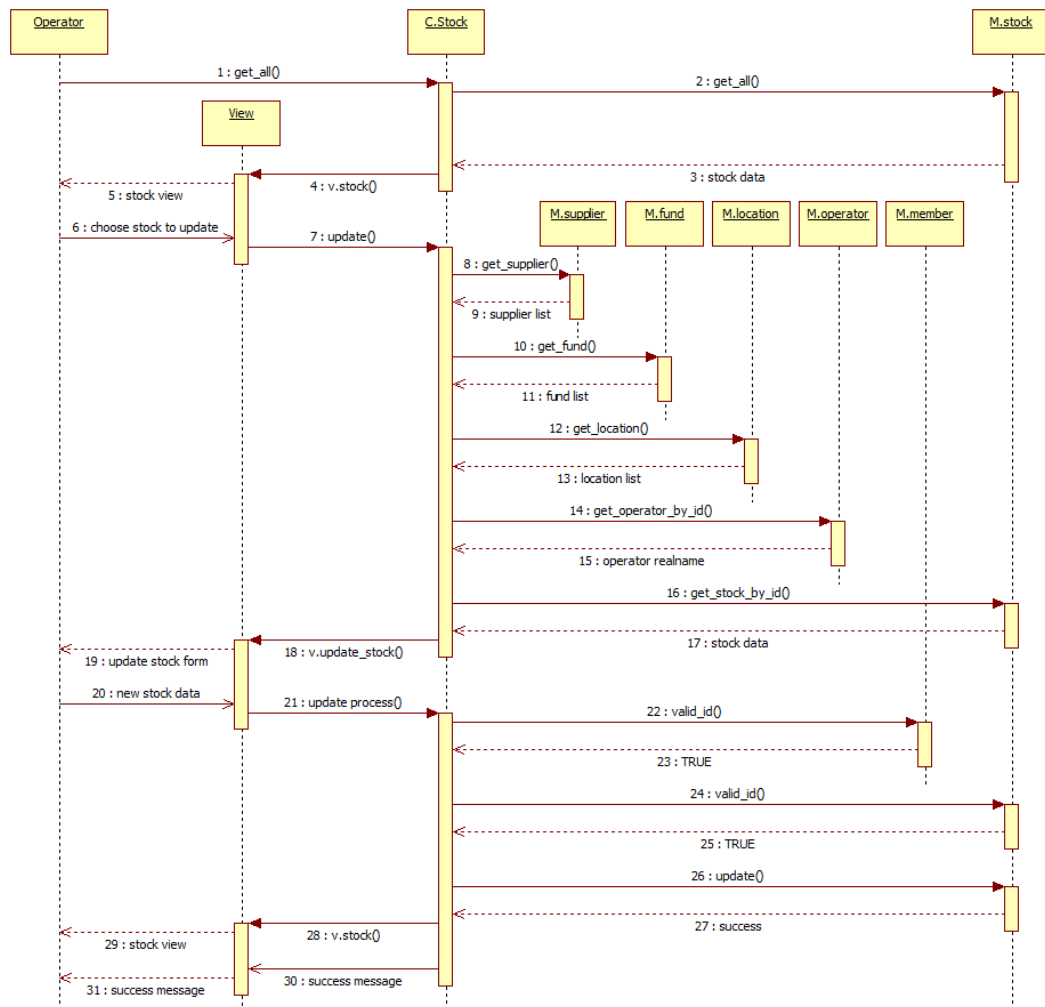 Operator
C.Stock
M.stock
1 : get_all()
2 : get_all()
View
3 : stock data
4 : v.stock()
5 : stock view
6 : choose stock to update
M.supplier
M.fund
M.location
M.operator
M.member
7 : update()
8 : get_supplier()
9 : supplier list
10 : get_fund()
11 : fund list
12 : get_location()
13 : location list
14 : get_operator_by_id()
15 : operator realname
16 : get_stock_by_id()
17 : stock data
18 : v.update_stock()
19 : update stock form
20 : new stock data
21 : update process()
22 : valid_id()
23 : TRUE
24 : valid_id()
25 : TRUE
26 : update()
27 : success
28 : v.stock()
29 : stock view
30 : success message
31 : success message